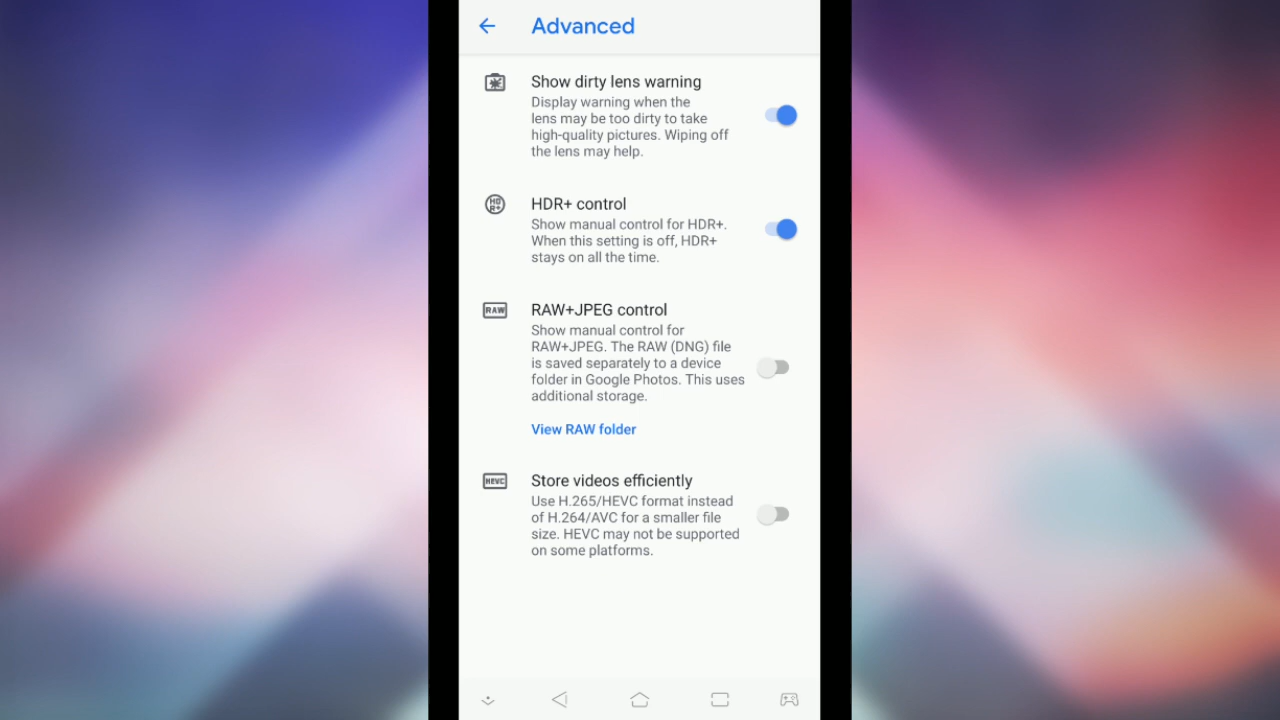 Advanced
Show dirty lens warning
Display warning when the
lens may be too dirty to take
high-quality pictures. Wiping off
the lens may help.
HD
R+
HDR+ control
Show manual control for HDR+.
When this setting is off, HDR+
stays on all the time.
RAW
RAW+JPEG control
Show manual control for
RAW+JPEG. The RAW (DNG) file
is saved separately to a device
folder in Google Photos. This uses
additional storage.
View RAW folder
HEVC
Store videos efficiently
Use H.265/HEVC format instead
of H.264/AVC for a smaller file
size. HEVC may not be supported
on some platforms.